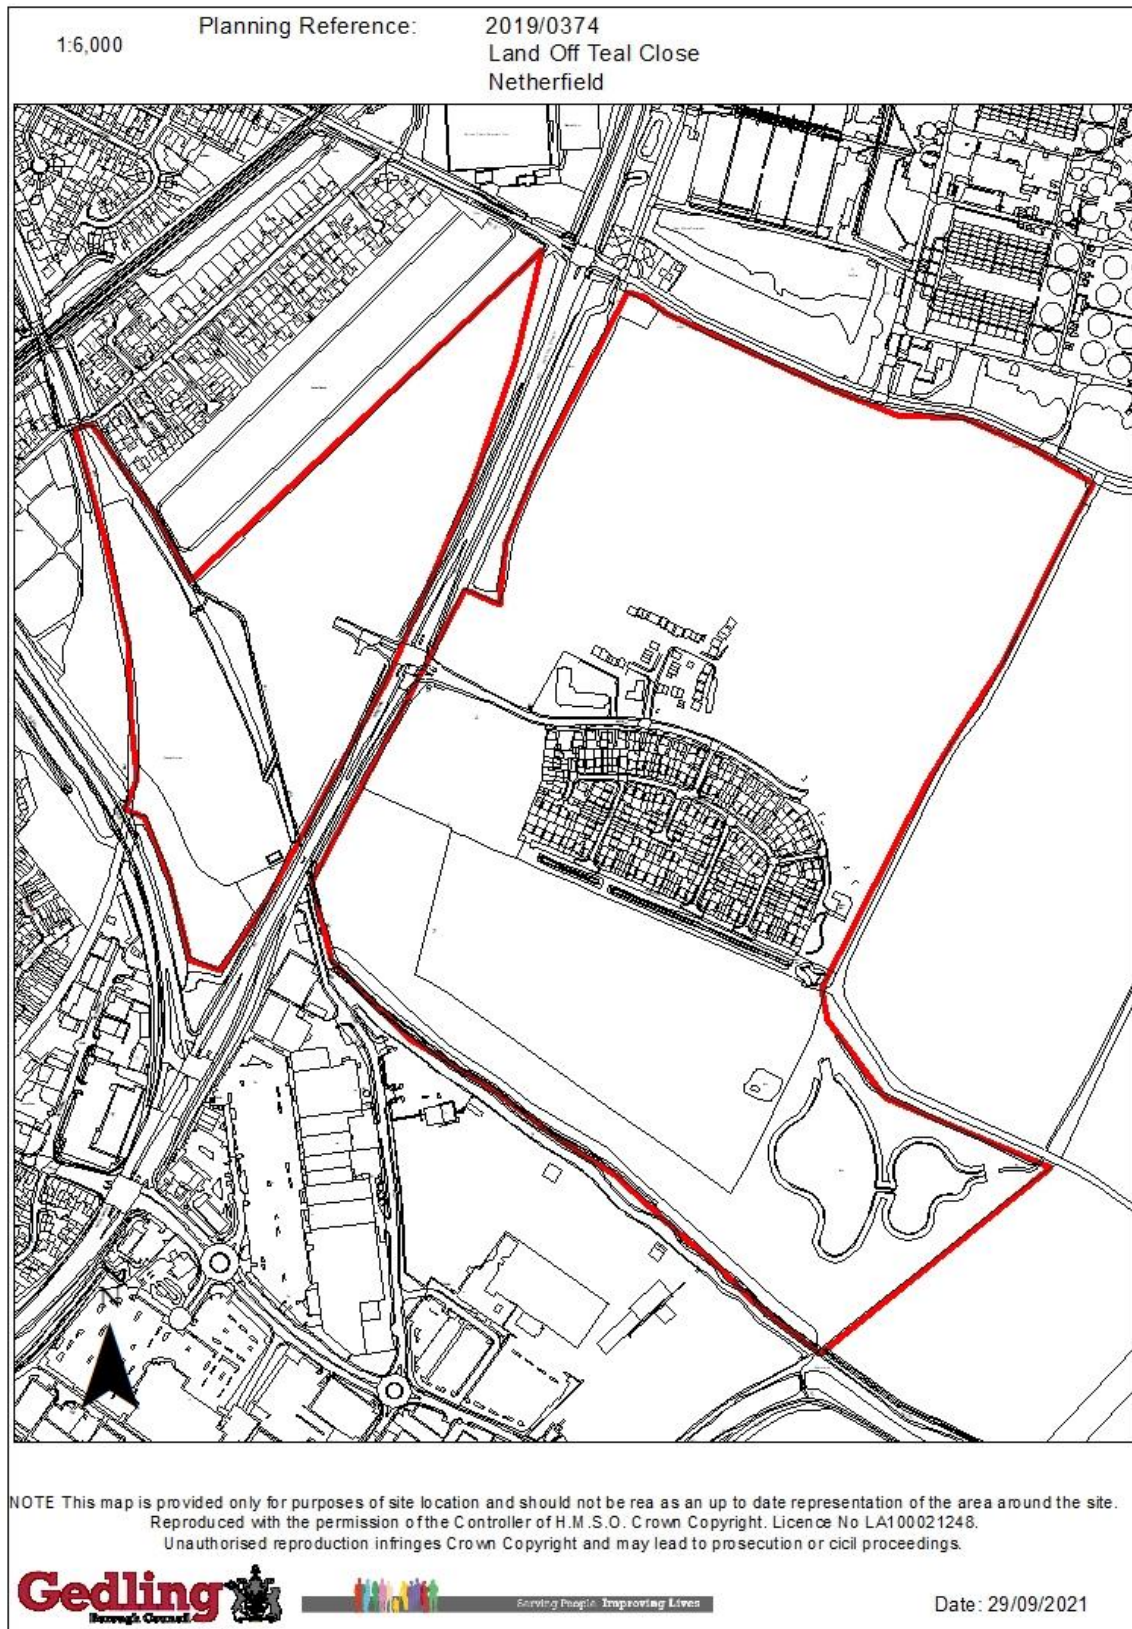 1:6,000
Planning Reference: 2019/0374
Land Off Teal Close
Netherfield
N
NOTE This map is provided only for purposes of site location and should not be rea as an up to date representation of the area around the site.
Reproduced with the permission of the Controller of H.M.S.O. Crown Copyright. Licence No LA100021248.
Unauthorised reproduction infringes Crown Copyright and may lead to prosecution or cicil proceedings.
Gedling
Borough Council
Serving People Improving Lives
Date: 29/09/2021